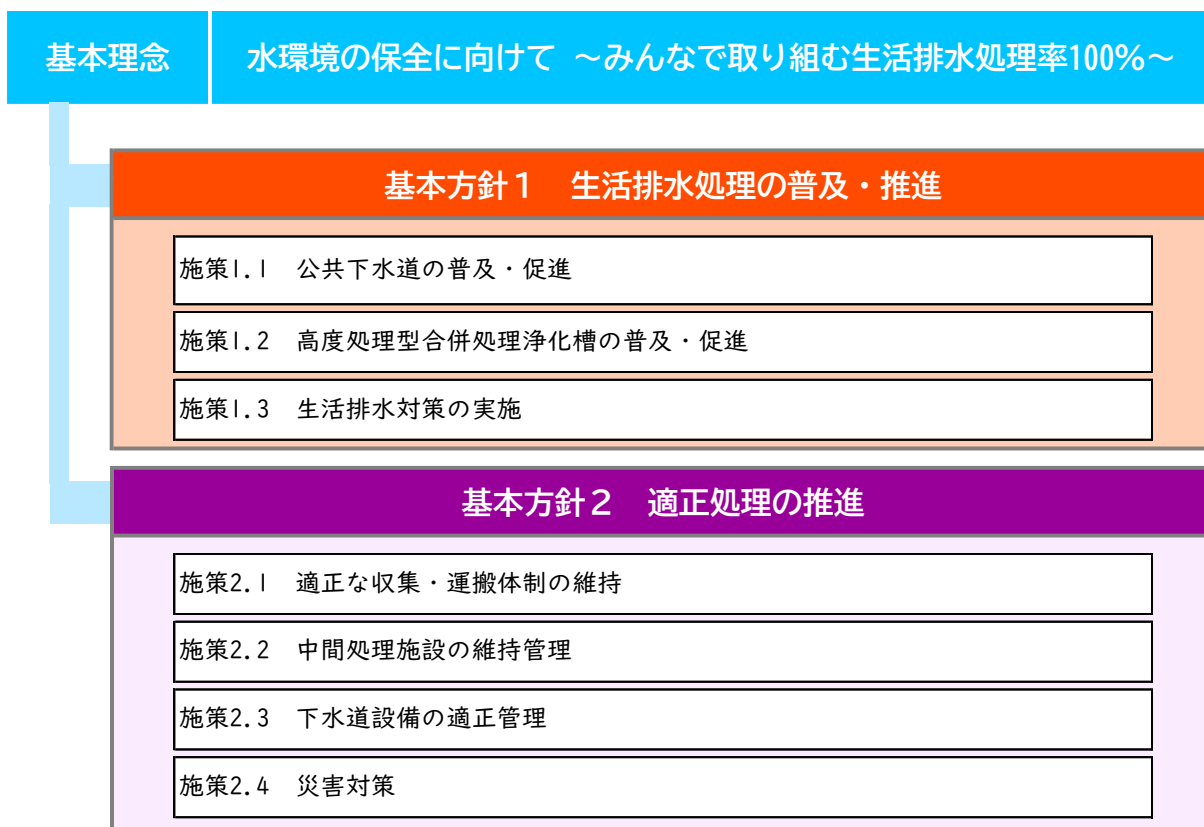 基本理念
水環境の保全に向けて ～みんなで取り組む生活排水処理率100％～
基本方針１　生活排水処理の普及・推進
施策1.1　公共下水道の普及・促進
施策1.2　高度処理型合併処理浄化槽の普及・促進
施策1.3　生活排水対策の実施
基本方針２　適正処理の推進
施策2.1　適正な収集・運搬体制の維持
施策2.2　中間処理施設の維持管理
施策2.3　下水道設備の適正管理
施策2.4　災害対策